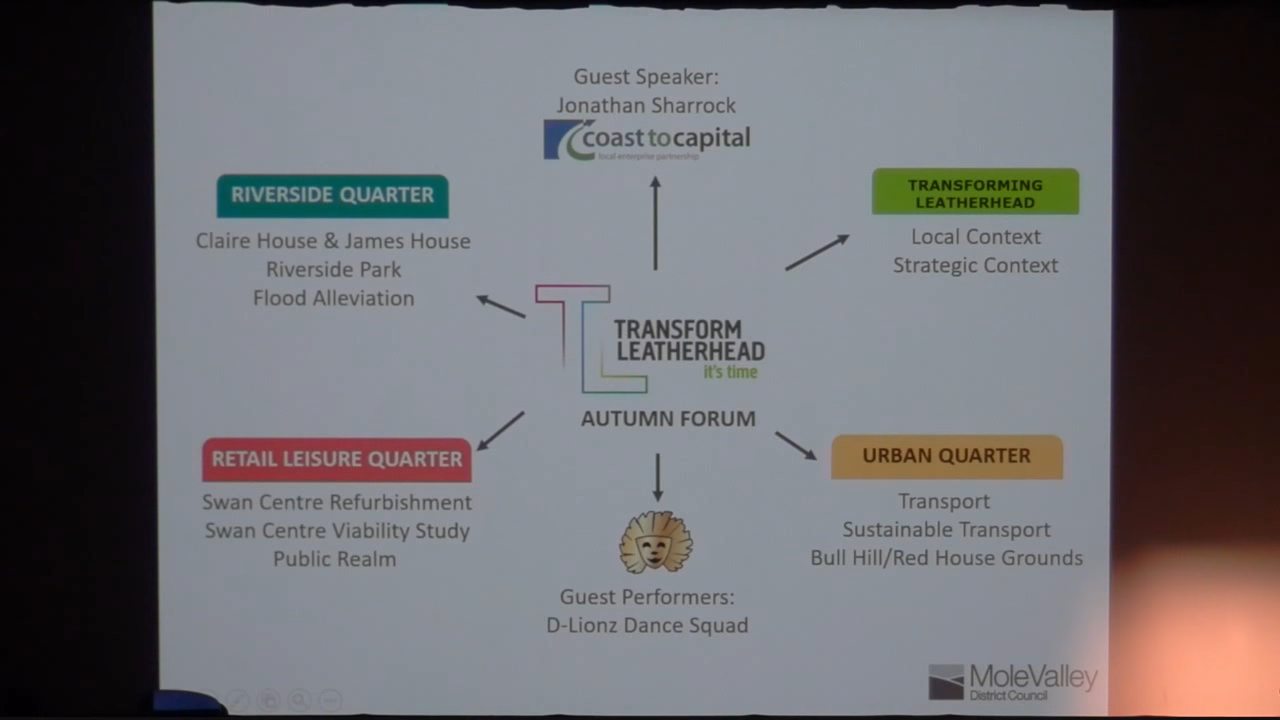 Guest Speaker:
Jonathan Sharrock
coast to capital
local enterprise partnership
RIVERSIDE QUARTER
Claire House & James House
Riverside Park
Flood Alleviation
TRANSFORMING
LEATHERHEAD
Local Context
Strategic Context
TL
TRANSFORM
LEATHERHEAD
it's time
AUTUMN FORUM
RETAIL LEISURE QUARTER
Swan Centre Refurbishment
Swan Centre Viability Study
Public Realm
URBAN QUARTER
Transport
Sustainable Transport
Bull Hill/Red House Grounds
Guest Performers:
D-Lionz Dance Squad
MoleValley
District Council